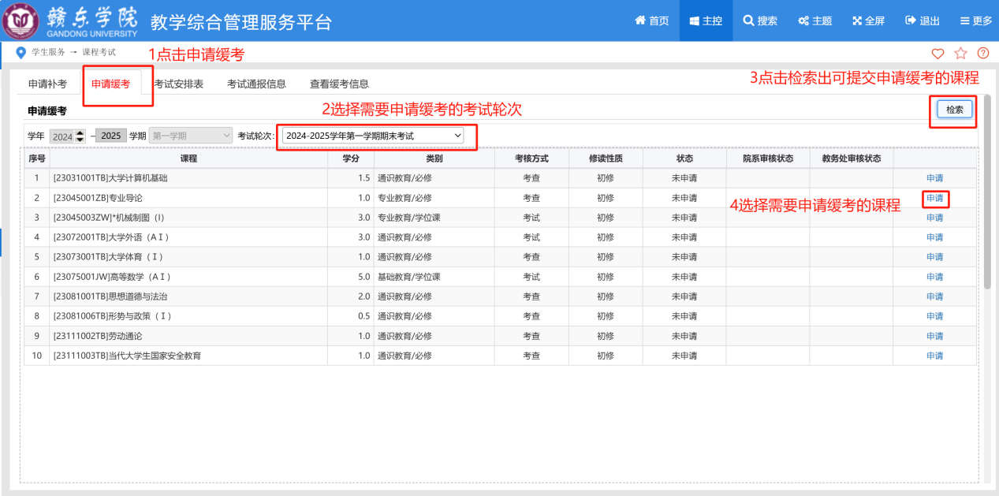 赣东学院
GANDONG UNIVERSITY
教学综合管理服务平台
首页 主控 搜索 主题 全屏 退出 更多
学生服务 → 课程考试
1点击申请缓考
申请补考 申请缓考 考试安排表 考试通报信息 查看缓考信息
3点击检索出可提交申请缓考的课程
申请缓考
2选择需要申请缓考的考试轮次
检索
学年 2024 – 2025 学期 第一学期 考试轮次: 2024-2025学年第一学期期末考试
序号 课程 学分 类别 考核方式 修读性质 状态 院系审核状态 教务处审核状态
1 [23031001TB]大学计算机基础 1.5 通识教育/必修 考查 初修 未申请 申请
2 [23045001ZB]专业导论 1.0 专业教育/必修 考查 初修 未申请 申请
4选择需要申请缓考的课程
3 [23045003ZW]*机械制图（I） 3.0 专业教育/学位课 考试 初修 未申请 申请
4 [23072001TB]大学外语（AⅠ） 3.0 通识教育/必修 考试 初修 未申请 申请
5 [23073001TB]大学体育（Ⅰ） 1.0 通识教育/必修 考查 初修 未申请 申请
6 [23075001JW]高等数学（AⅠ） 5.0 基础教育/学位课 考试 初修 未申请 申请
7 [23081001TB]思想道德与法治 2.0 通识教育/必修 考查 初修 未申请 申请
8 [23081006TB]形势与政策（Ⅰ） 0.5 通识教育/必修 考查 初修 未申请 申请
9 [23111002TB]劳动通论 1.0 通识教育/必修 考查 初修 未申请 申请
10 [23111003TB]当代大学生国家安全教育 1.0 通识教育/必修 考查 初修 未申请 申请